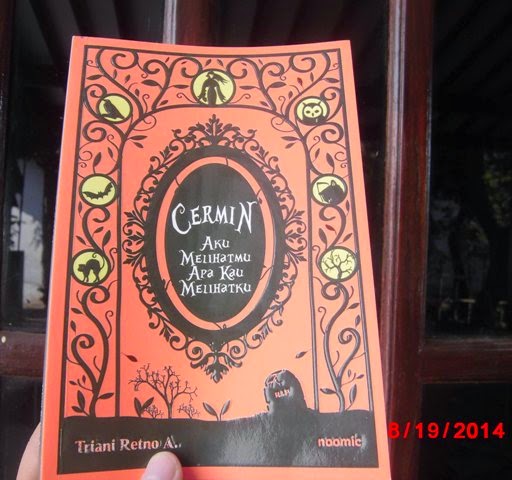 CERMIN
AKU
MELIHATMU
APA KAU
MELIHATKU
R.I.P.
Triani Retno A.
noomic
8/19/2014